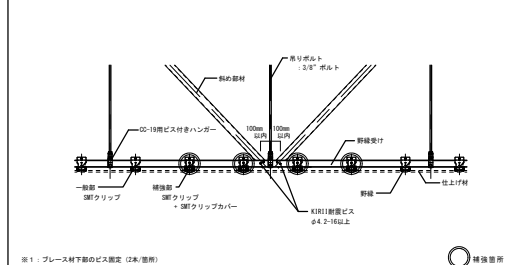 吊りボルト
: 3/8" ボルト
斜め部材
CC-19用ビス付きハンガー
100mm
以内
100mm
以内
野縁受け
一般部
SMTクリップ
補強部
SMTクリップ
+ SMTクリップカバー
KIRII耐震ビス
φ4.2-16以上
野縁
仕上げ材
※1 : ブレース材下部のビス固定 (2本/箇所)
補強箇所